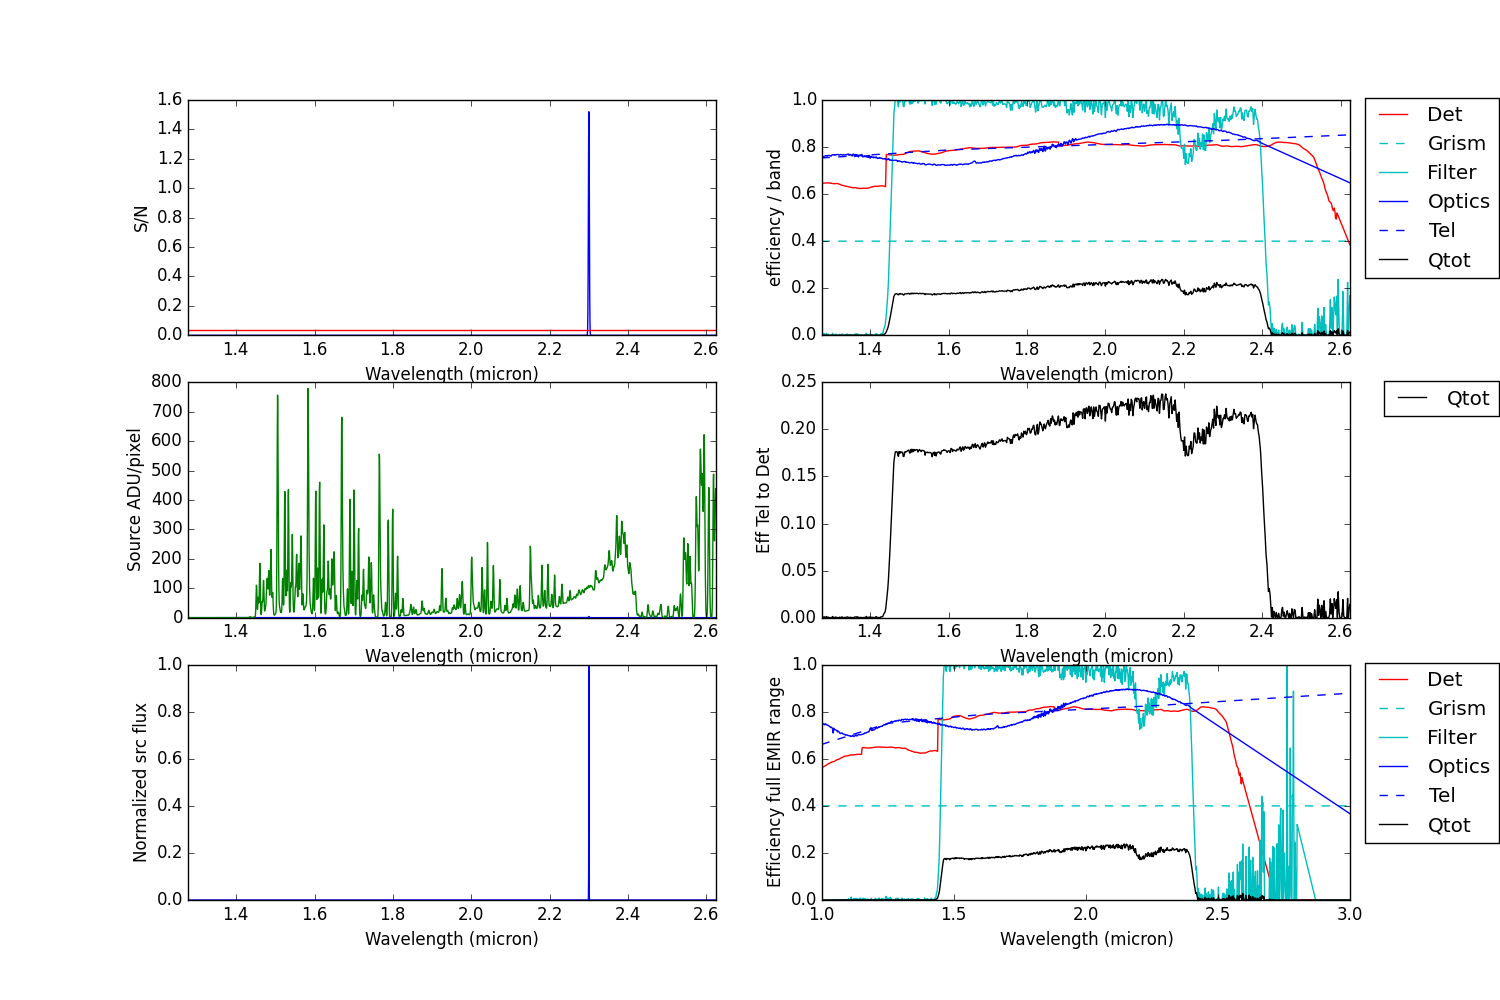 S/N
1.6
1.4
1.2
1.0
0.8
0.6
0.4
0.2
0.0
1.4 1.6 1.8 2.0 2.2 2.4 2.6
Wavelength (micron)
efficiency / band
1.0
0.8
0.6
0.4
0.2
0.0
1.4 1.6 1.8 2.0 2.2 2.4 2.6
Wavelength (micron)
Det
Grism
Filter
Optics
Tel
Qtot
Source ADU/pixel
800
700
600
500
400
300
200
100
0
1.4 1.6 1.8 2.0 2.2 2.4 2.6
Wavelength (micron)
Eff Tel to Det
0.25
0.20
0.15
0.10
0.05
0.00
1.4 1.6 1.8 2.0 2.2 2.4 2.6
Wavelength (micron)
Qtot
Normalized src flux
1.0
0.8
0.6
0.4
0.2
0.0
1.4 1.6 1.8 2.0 2.2 2.4 2.6
Wavelength (micron)
Efficiency full EMIR range
1.0
0.8
0.6
0.4
0.2
0.0
1.0 1.5 2.0 2.5 3.0
Wavelength (micron)
Det
Grism
Filter
Optics
Tel
Qtot